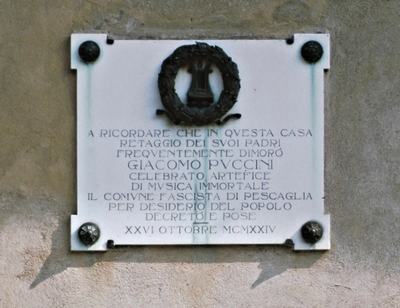 A RICORDARE CHE IN QVESTA CASA
RETAGGIO DEI SVOI PADRI
FREQVENTEMENTE DIMORÒ
GIACOMO PVCCINI
CELEBRATO ARTEFICE
DI MVSICA IMMORTALE
IL COMVNE FASCISTA DI PESCAGLIA
PER DESIDERIO DEL POPOLO
DECRETO E POSE
XXVI OTTOBRE MCMXXIV